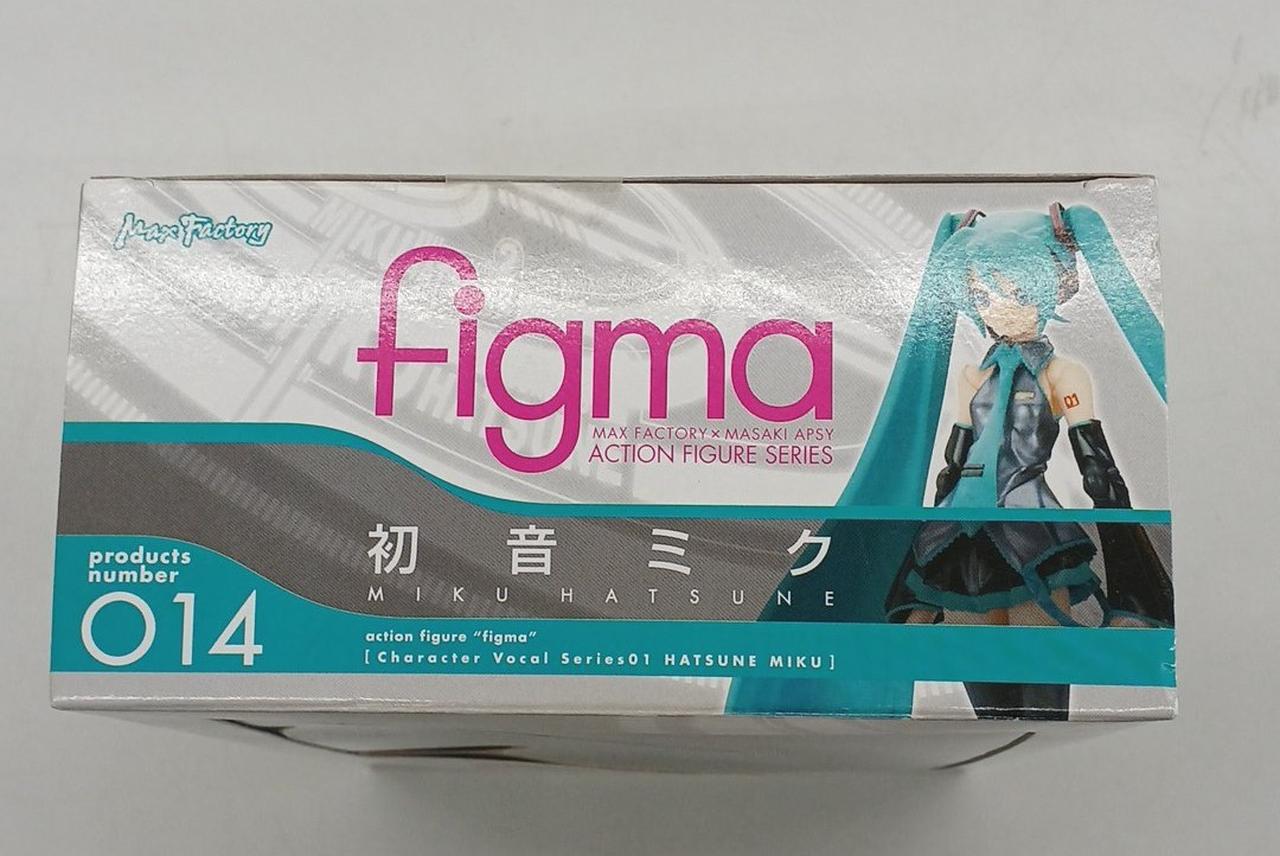 Max Factory
figma
MAX FACTORY×MASAKI APSY
ACTION FIGURE SERIES
01
初音ミク
MIKU HATSUNE
products
number
014
action figure "figma"
[Character Vocal Series01 HATSUNE MIKU]